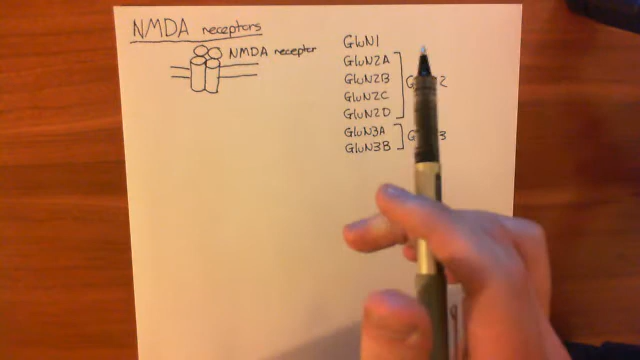 NMDA receptors
NMDA receptor
GluN1
GluN2A
GluN2B
GluN2C
GluN2D
GluN3A
GluN3B